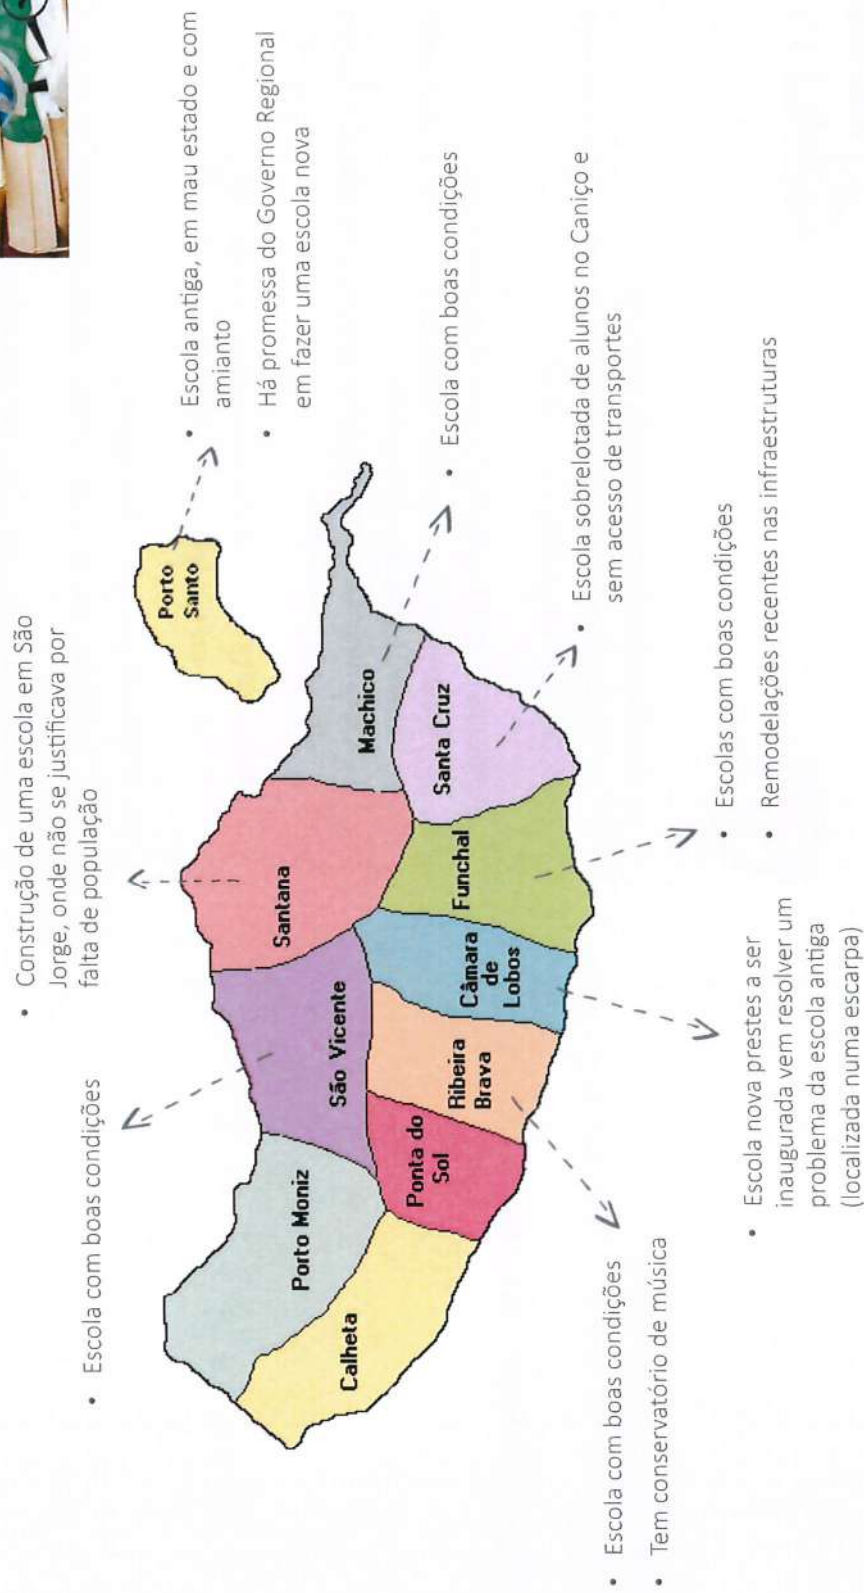 • Construção de uma escola em São
Jorge, onde não se justificava por
falta de população
• Escola com boas condições
• Escola antiga, em mau estado e com
amianto
• Há promessa do Governo Regional
em fazer uma escola nova
Porto
Santo
• Escola com boas condições
Santana
Machico
São Vicente
Porto Moniz
Santa Cruz
• Escola sobrelotada de alunos no Caniço e
sem acesso de transportes
Calheta
Ponta do
Sol
Ribeira
Brava
Câmara
de
Lobos
Funchal
• Escola com boas condições
• Tem conservatório de música
• Escolas com boas condições
• Remodelações recentes nas infraestruturas
• Escola nova prestes a ser
inaugurada vem resolver um
problema da escola antiga
(localizada numa escarpa)